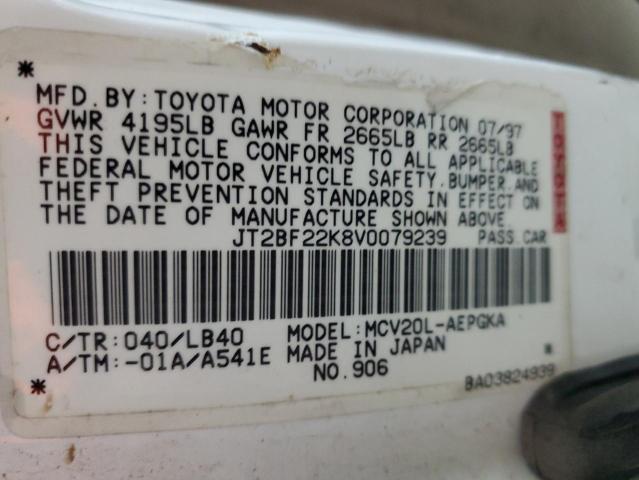 MFD. BY: TOYOTA MOTOR CORPORATION 07/97
GVWR 4195LB GAWR FR 2665LB RR 2665LB
THIS VEHICLE CONFORMS TO ALL APPLICABLE
FEDERAL MOTOR VEHICLE SAFETY, BUMPER, AND
THEFT PREVENTION STANDARDS IN EFFECT ON
THE DATE OF MANUFACTURE SHOWN ABOVE.
JT2BF22K8V0079239 PASS. CAR
TOYOTA
C/TR: 040/LB40 MODEL: MCV20L-AEPGKA
A/TM: -01A/A541E MADE IN JAPAN
NO. 906
BA03824939